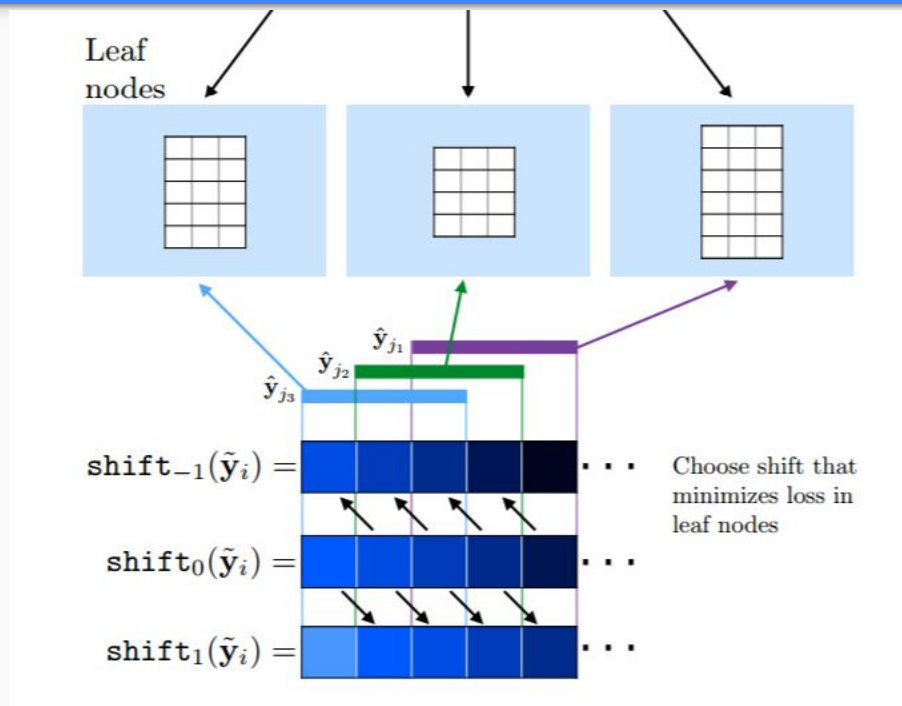 Leaf
nodes
ŷ_{j_1}
ŷ_{j_2}
ŷ_{j_3}
shift_{-1}(ỹ_i) = ...
Choose shift that
minimizes loss in
leaf nodes
shift_0(ỹ_i) = ...
shift_1(ỹ_i) = ...